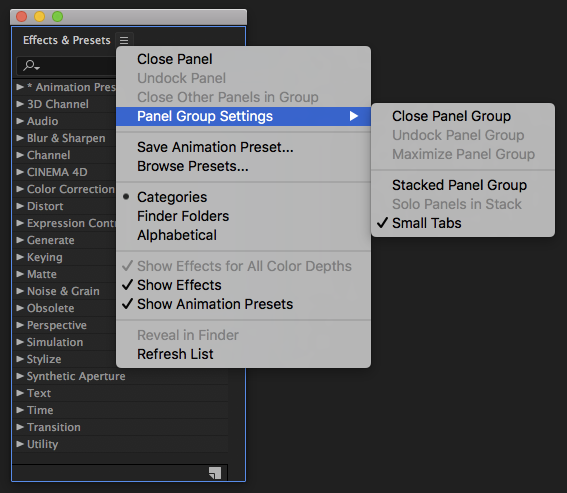 Effects & Presets
* Animation Pres
3D Channel
Audio
Blur & Sharpen
Channel
CINEMA 4D
Color Correction
Distort
Expression Contr
Generate
Keying
Matte
Noise & Grain
Obsolete
Perspective
Simulation
Stylize
Synthetic Aperture
Text
Time
Transition
Utility
Close Panel
Undock Panel
Close Other Panels in Group
Panel Group Settings
Save Animation Preset...
Browse Presets...
Categories
Finder Folders
Alphabetical
Show Effects for All Color Depths
Show Effects
Show Animation Presets
Reveal in Finder
Refresh List
Close Panel Group
Undock Panel Group
Maximize Panel Group
Stacked Panel Group
Solo Panels in Stack
Small Tabs